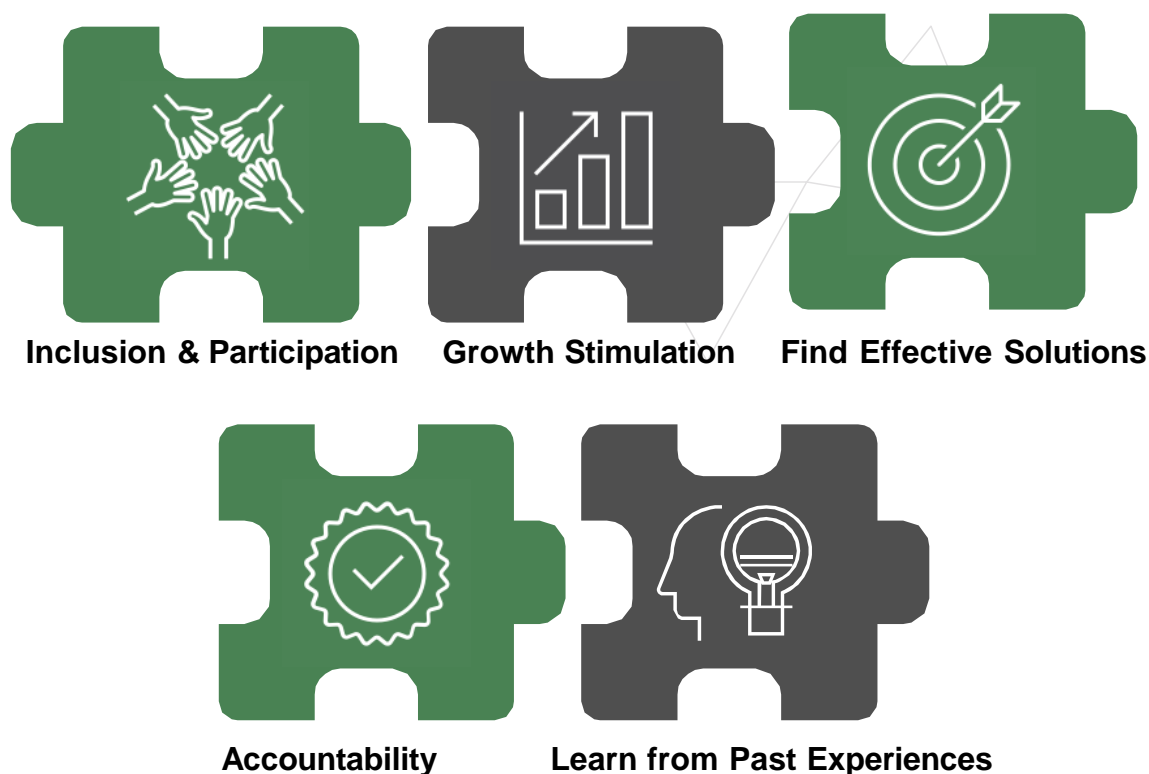 Inclusion & Participation
Growth Stimulation
Find Effective Solutions
Accountability
Learn from Past Experiences